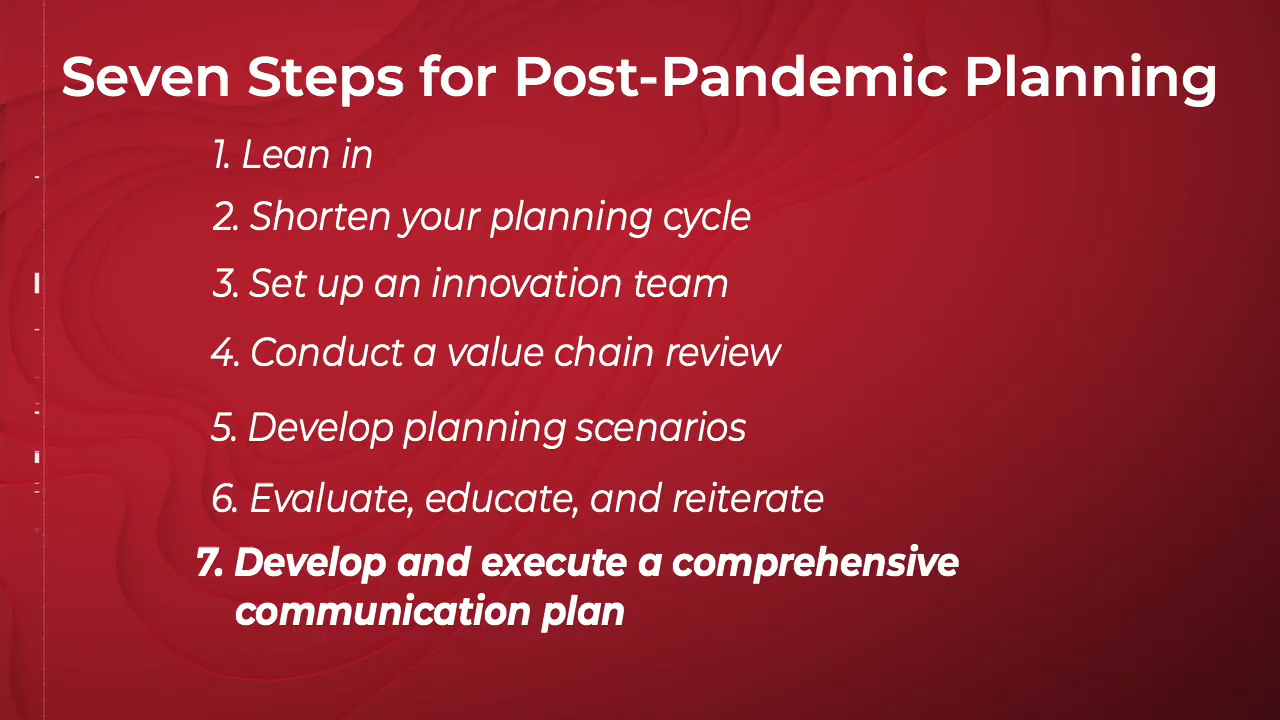 Seven Steps for Post-Pandemic Planning
1. Lean in
2. Shorten your planning cycle
3. Set up an innovation team
4. Conduct a value chain review
5. Develop planning scenarios
6. Evaluate, educate, and reiterate
7. Develop and execute a comprehensive
communication plan